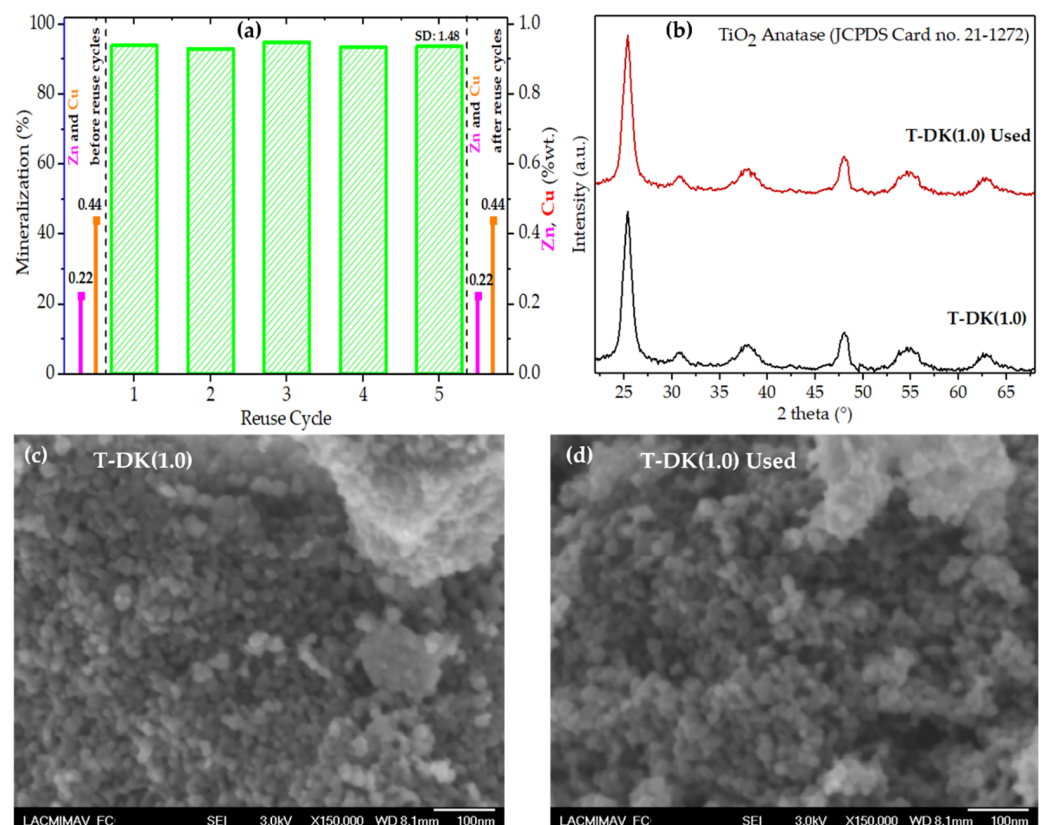 (a)
SD: 1.48
Mineralization (%)
100
80
60
40
20
0
Zn and Cu
before reuse cycles
0.44
0.22
Zn and Cu
after reuse cycles
0.44
0.22
1.0
0.8
0.6
0.4
0.2
0.0
Zn, Cu (%wt.)
1 2 3 4 5
Reuse Cycle
(b)
TiO2 Anatase (JCPDS Card no. 21-1272)
T-DK(1.0) Used
T-DK(1.0)
Intensity (a.u.)
25 30 35 40 45 50 55 60 65
2 theta (°)
(c) T-DK(1.0)
LACMIMAV_FC SEI 3.0kV X150,000 WD 8.1mm 100nm
(d) T-DK(1.0) Used
LACMIMAV_FC SEI 3.0kV X150,000 WD 8.1mm 100nm